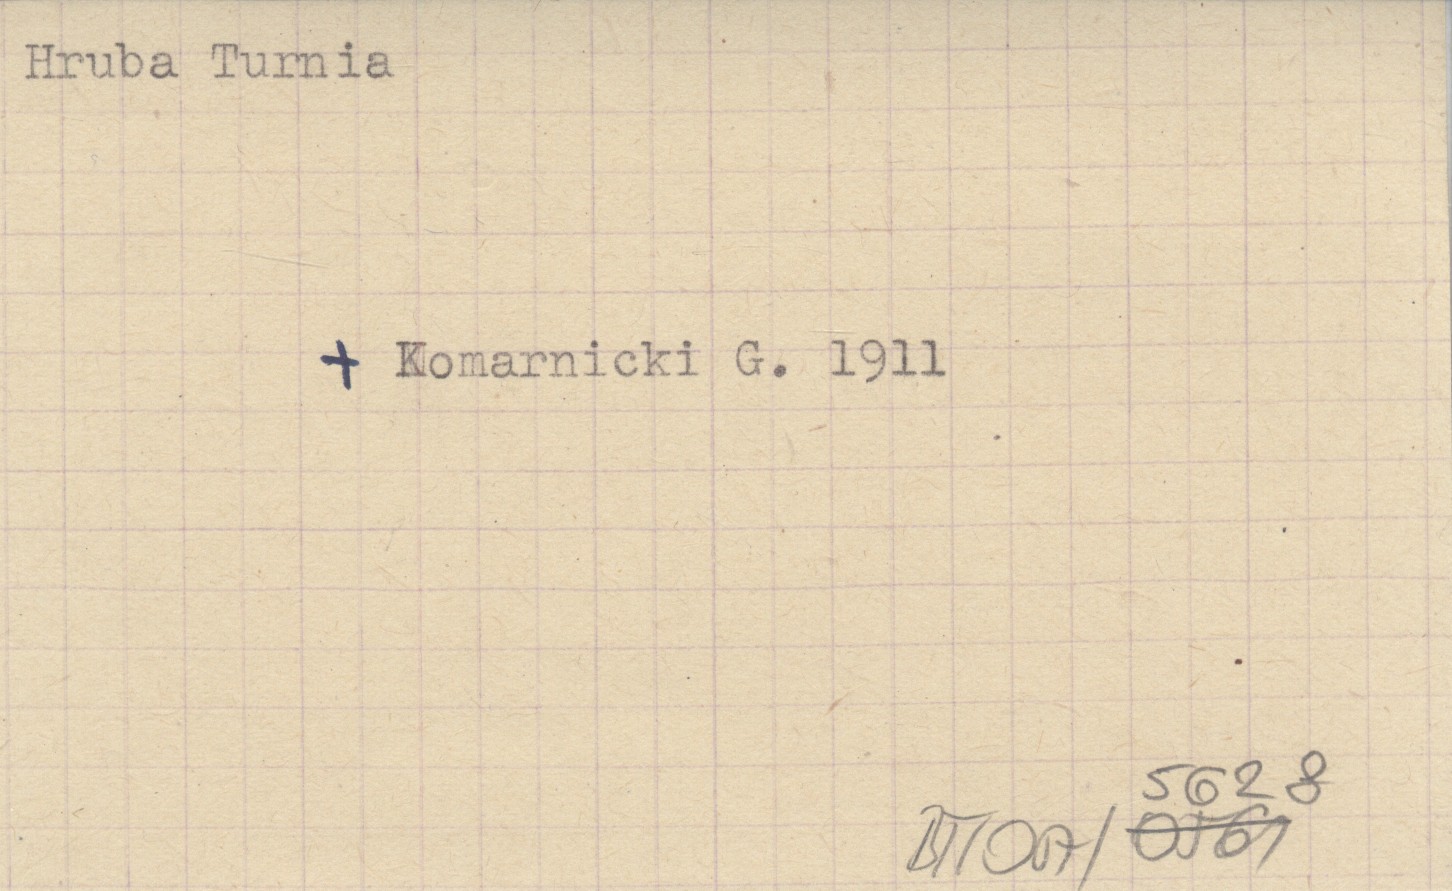 Hruba Turnia
+ Komarnicki G. 1911
5628